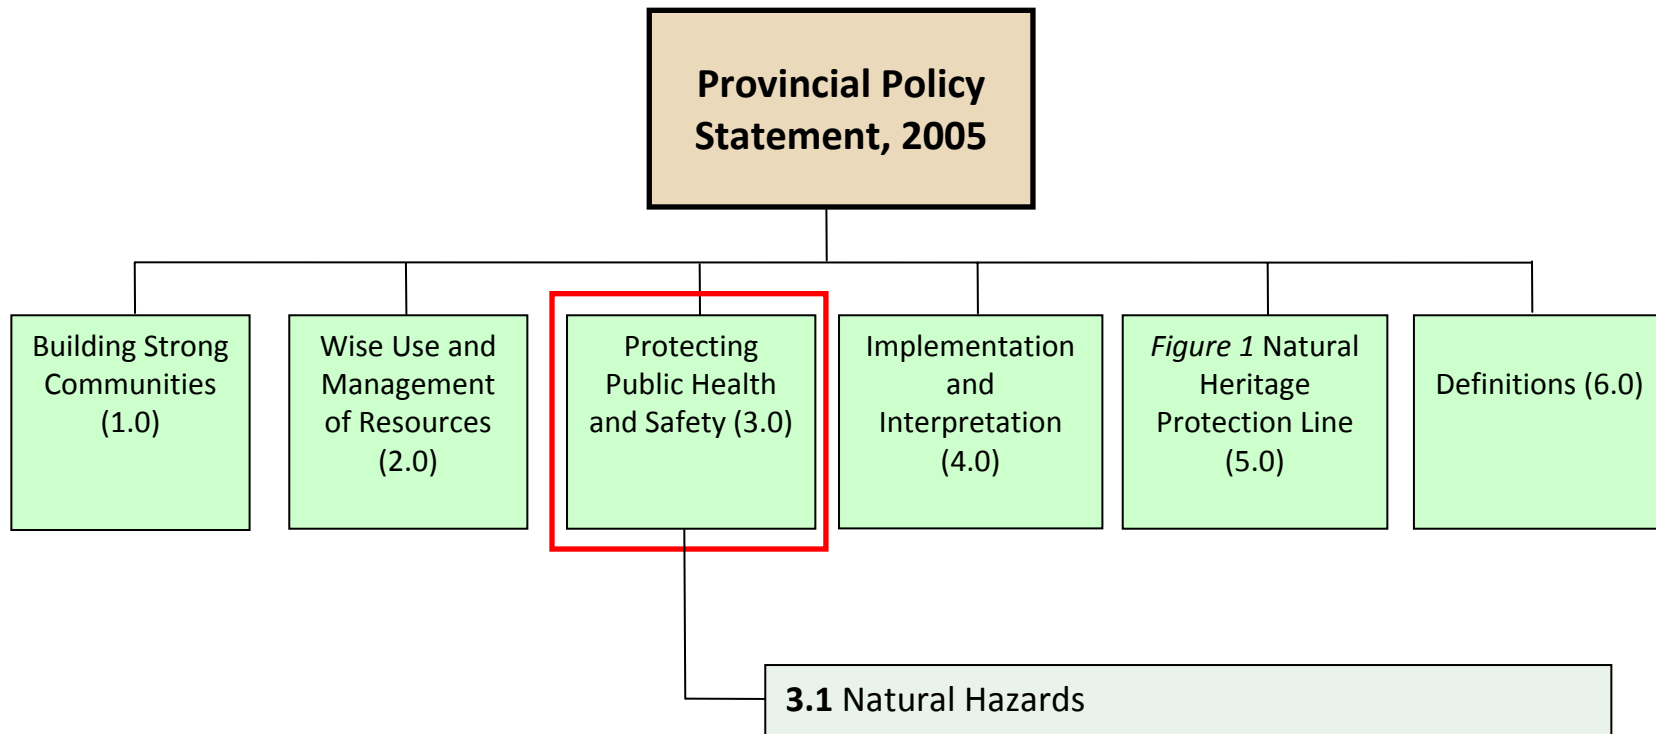 Provincial Policy
Statement, 2005
Building Strong
Communities
(1.0)
Wise Use and
Management
of Resources
(2.0)
Protecting
Public Health
and Safety (3.0)
Implementation
and
Interpretation
(4.0)
Figure 1 Natural
Heritage
Protection Line
(5.0)
Definitions (6.0)
3.1 Natural Hazards